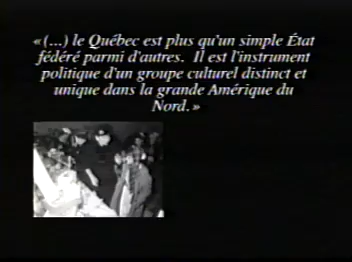 «(...) le Québec est plus qu'un simple État
fédéré parmi d'autres. Il est l'instrument
politique d'un groupe culturel distinct et
unique dans la grande Amérique du
Nord.»